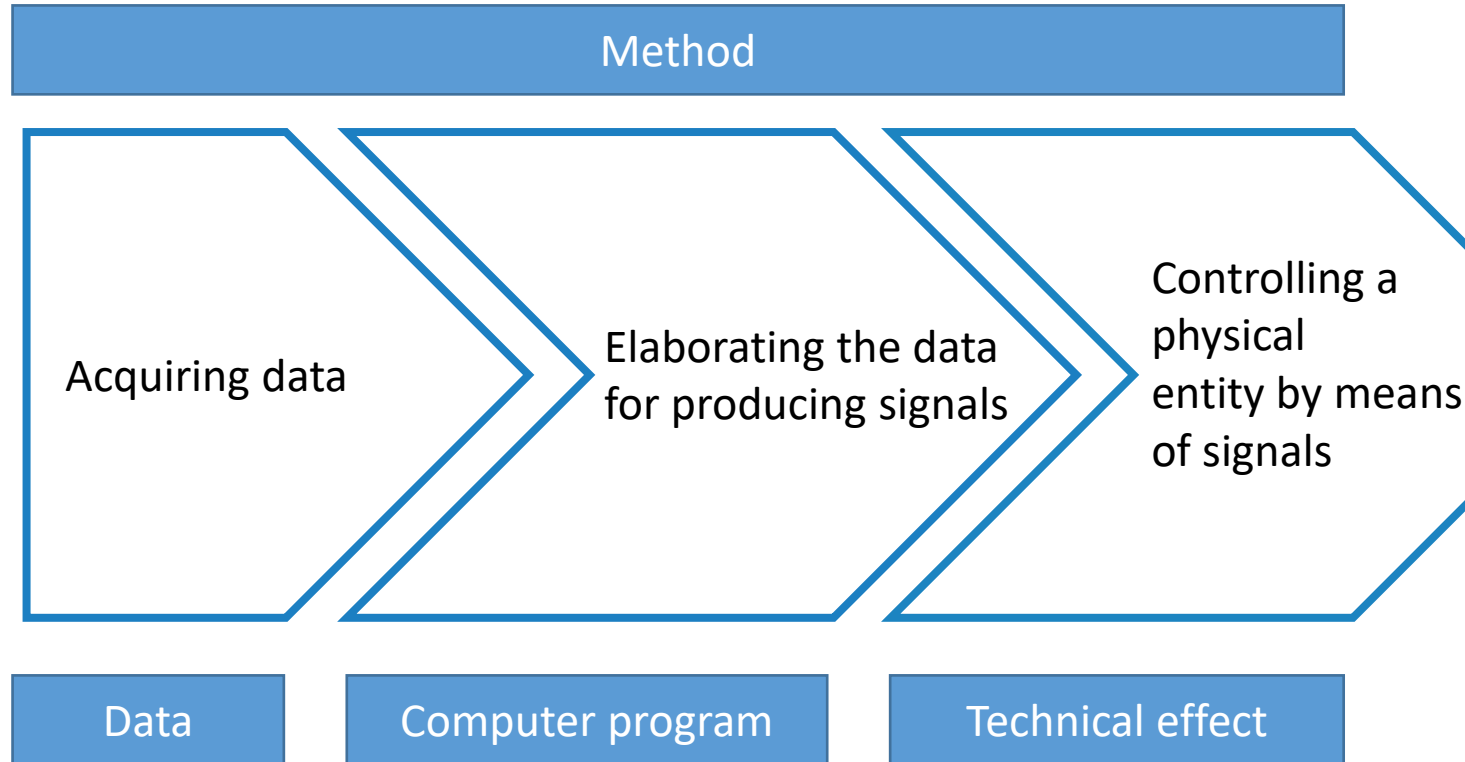 Method
Acquiring data
Elaborating the data
for producing signals
Controlling a
physical
entity by means
of signals
Data
Computer program
Technical effect